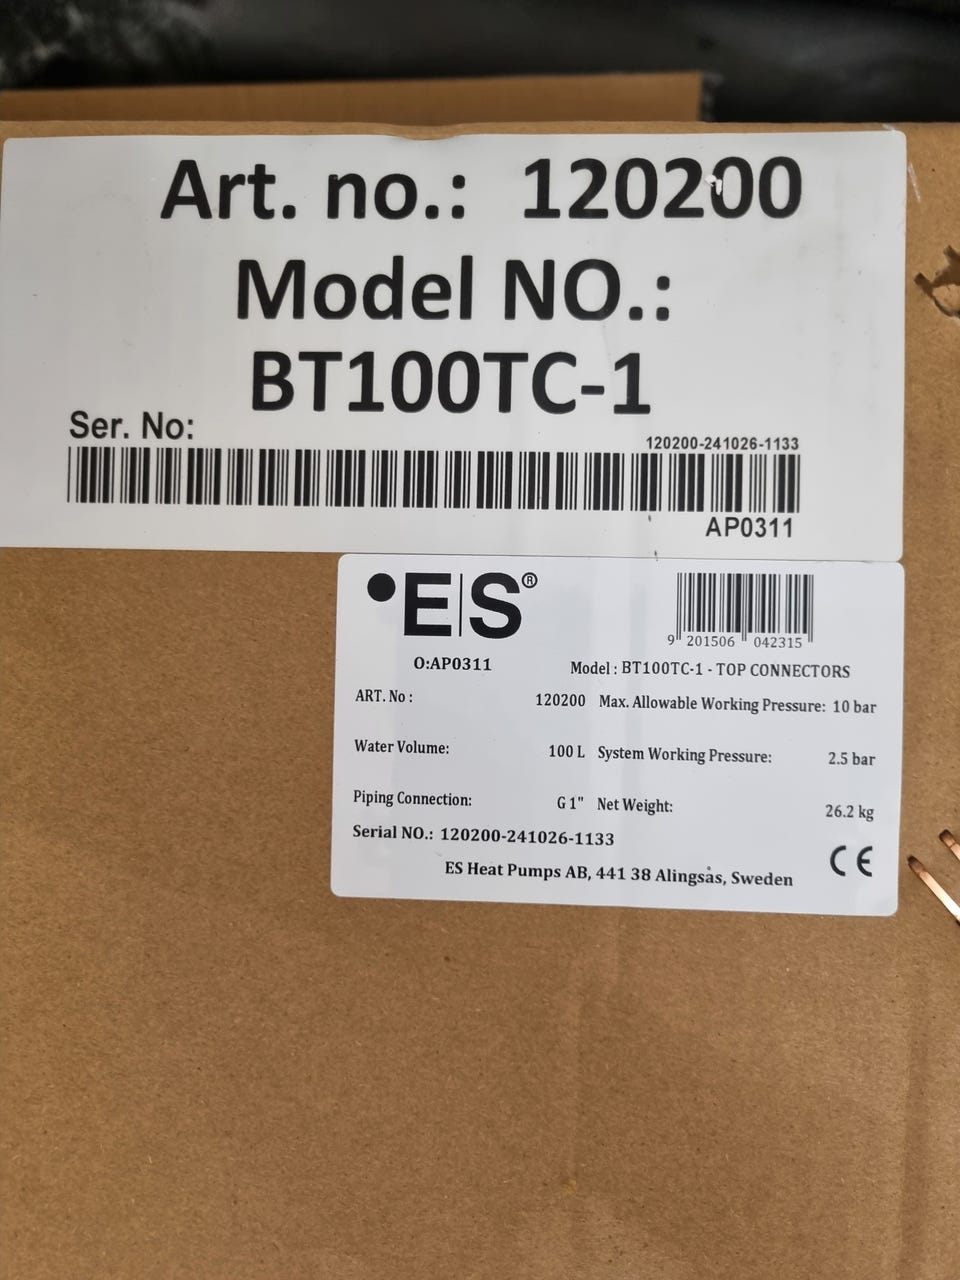 Art. no.: 120200
Model NO.:
BT100TC-1
Ser. No:
120200-241026-1133
AP0311
ES®
9 201506 042315
O:AP0311
Model : BT100TC-1 - TOP CONNECTORS
ART. No : 120200 Max. Allowable Working Pressure: 10 bar
Water Volume: 100 L System Working Pressure: 2.5 bar
Piping Connection: G 1" Net Weight: 26.2 kg
Serial NO.: 120200-241026-1133
CE
ES Heat Pumps AB, 441 38 Alingsås, Sweden